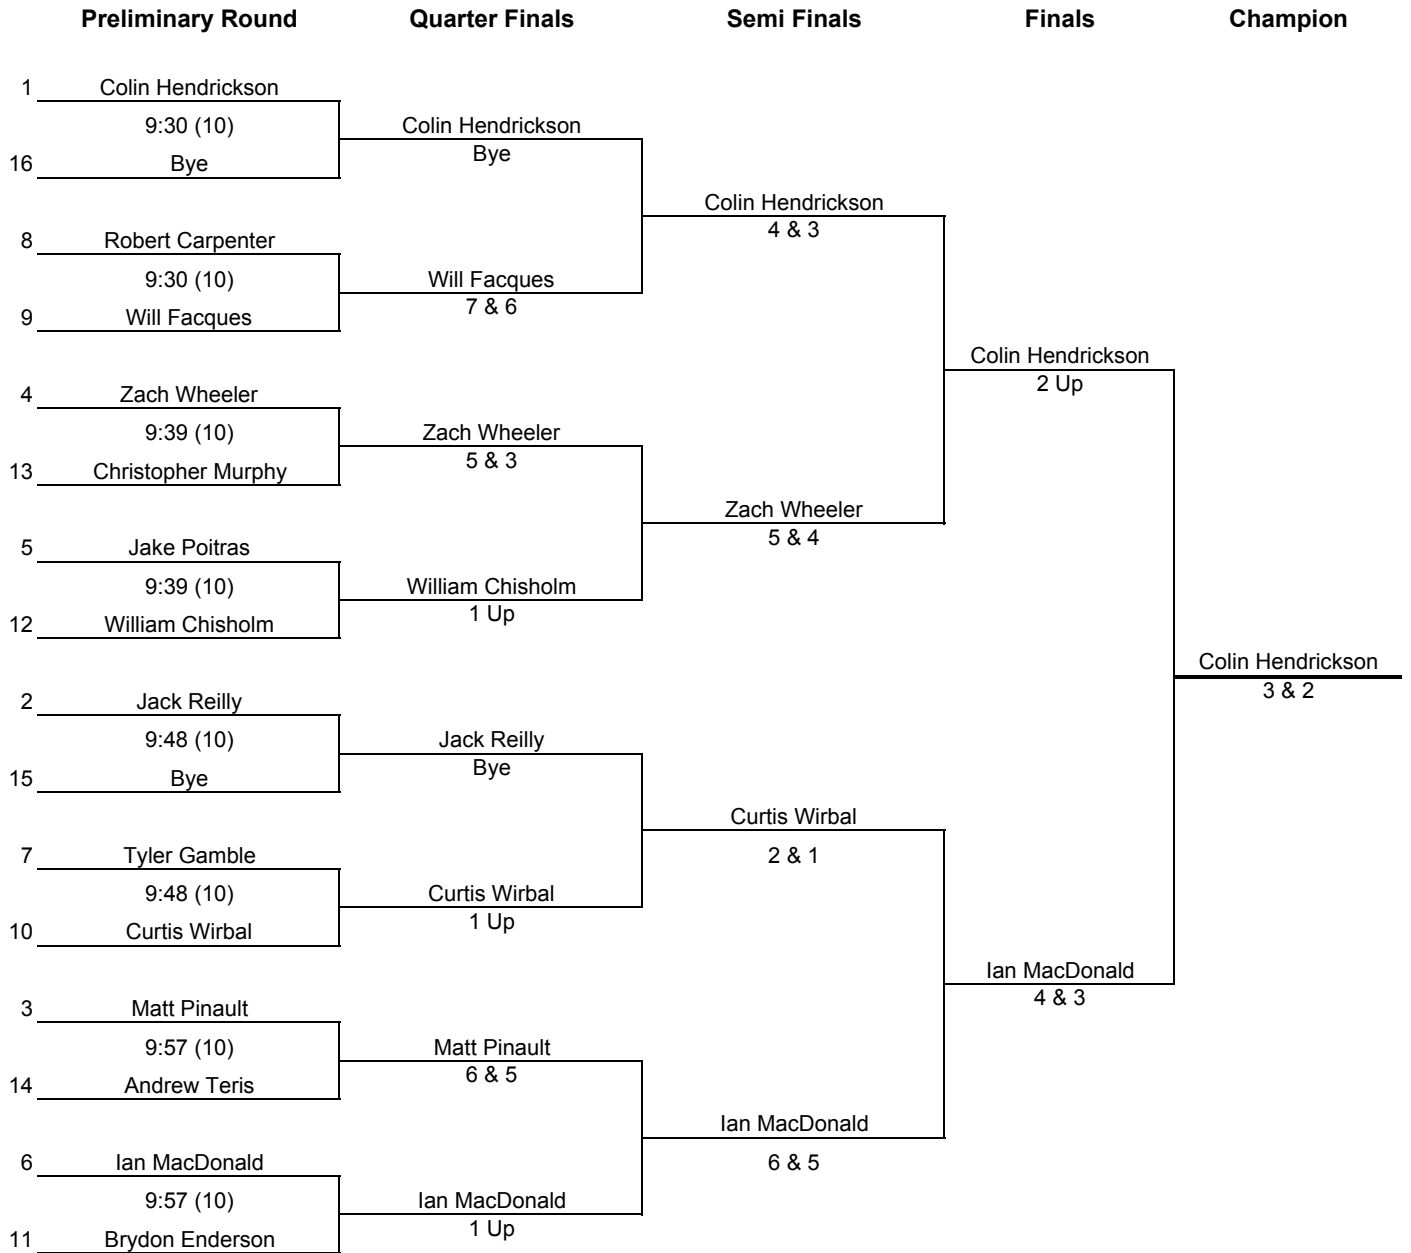 Preliminary Round Quarter Finals Semi Finals Finals Champion
1 Colin Hendrickson
9:30 (10)
16 Bye
Colin Hendrickson
Bye
8 Robert Carpenter
9:30 (10)
9 Will Facques
Will Facques
7 & 6
Colin Hendrickson
4 & 3
4 Zach Wheeler
9:39 (10)
13 Christopher Murphy
Zach Wheeler
5 & 3
5 Jake Poitras
9:39 (10)
12 William Chisholm
William Chisholm
1 Up
Zach Wheeler
5 & 4
Colin Hendrickson
2 Up
2 Jack Reilly
9:48 (10)
15 Bye
Jack Reilly
Bye
7 Tyler Gamble
9:48 (10)
10 Curtis Wirbal
Curtis Wirbal
1 Up
Curtis Wirbal
2 & 1
3 Matt Pinault
9:57 (10)
14 Andrew Teris
Matt Pinault
6 & 5
6 Ian MacDonald
9:57 (10)
11 Brydon Enderson
Ian MacDonald
1 Up
Ian MacDonald
6 & 5
Ian MacDonald
4 & 3
Colin Hendrickson
3 & 2